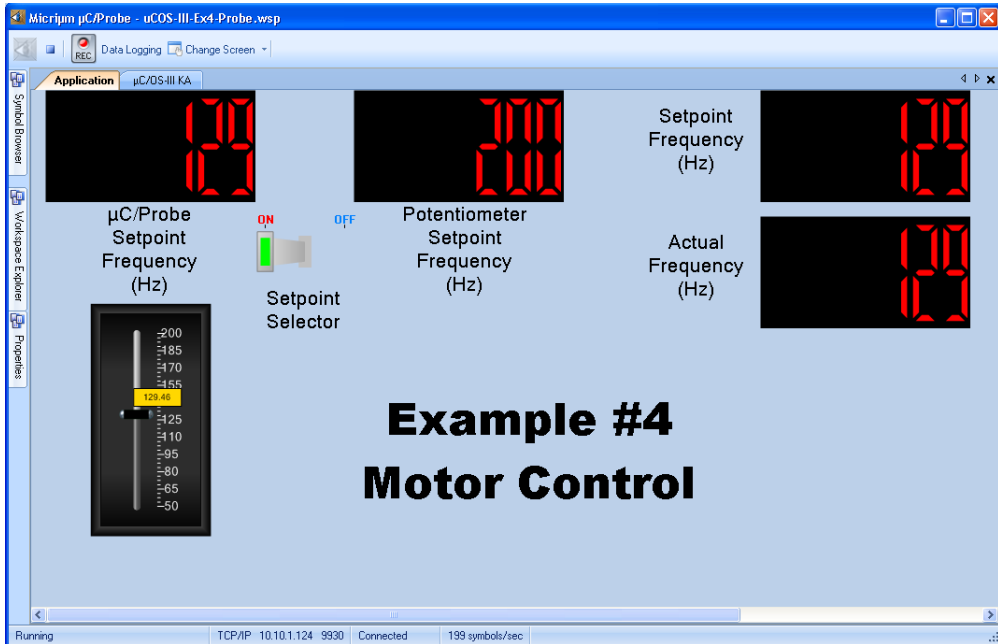 Micriµm µC/Probe - uCOS-III-Ex4-Probe.wsp
REC Data Logging Change Screen
Application µC/OS-III KA
Symbol Browser
Workspace Explorer
Properties
129
µC/Probe
Setpoint
Frequency
(Hz)
ON OFF
Setpoint
Selector
200
Potentiometer
Setpoint
Frequency
(Hz)
Setpoint
Frequency
(Hz)
129
Actual
Frequency
(Hz)
129
200
185
170
155
129.46
125
110
95
80
65
50
Example #4
Motor Control
Running TCP/IP 10.10.1.124 9930 Connected 199 symbols/sec